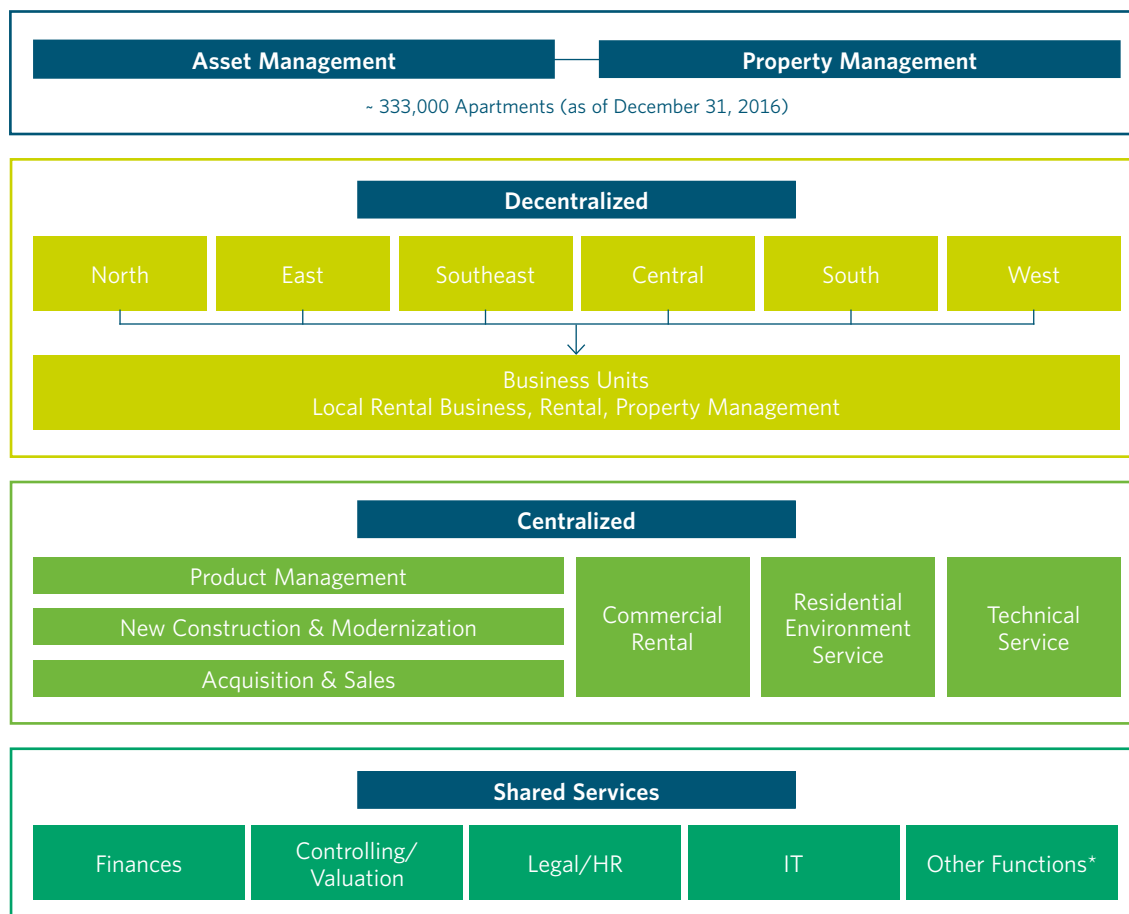 Asset Management
Property Management
~ 333,000 Apartments (as of December 31, 2016)
Decentralized
North
East
Southeast
Central
South
West
Business Units
Local Rental Business, Rental, Property Management
Centralized
Product Management
New Construction & Modernization
Acquisition & Sales
Commercial
Rental
Residential
Environment
Service
Technical
Service
Shared Services
Finances
Controlling/
Valuation
Legal/HR
IT
Other Functions*